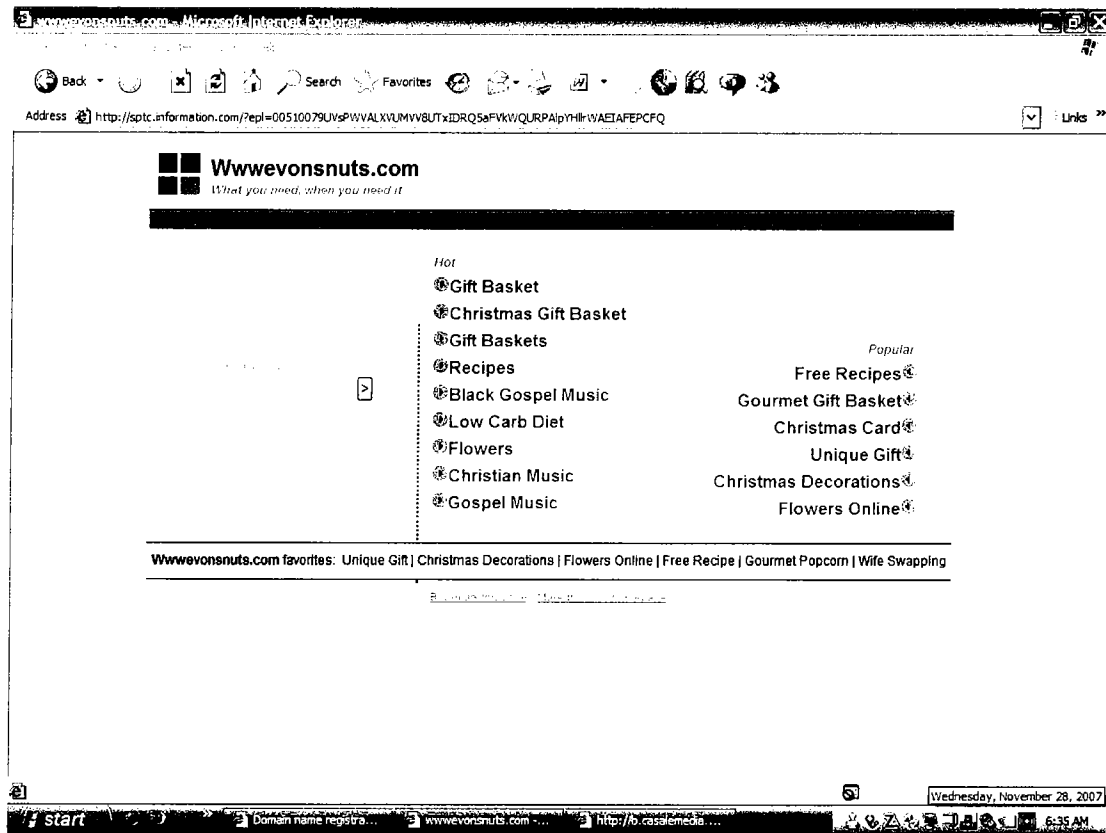 wwwevonsnuts.com - Microsoft Internet Explorer
Back
Search
Favorites
Address
http://sptc.information.com/?epl=00510079UVsPWVALXVUMVV8UTxIDRQ5aFVkWQURPAlpYHllrWAEIAFEPCFQ
Links »
Wwwevonsnuts.com
What you need, when you need it
Hot
Gift Basket
Christmas Gift Basket
Gift Baskets
Recipes
Black Gospel Music
Low Carb Diet
Flowers
Christian Music
Gospel Music
Popular
Free Recipes
Gourmet Gift Basket
Christmas Card
Unique Gift
Christmas Decorations
Flowers Online
Wwwevonsnuts.com favorites: Unique Gift | Christmas Decorations | Flowers Online | Free Recipe | Gourmet Popcorn | Wife Swapping
Wednesday, November 28, 2007
start
Domain name registra...
wwwevonsnuts.com -...
http://b.casalemedia....
6:35 AM